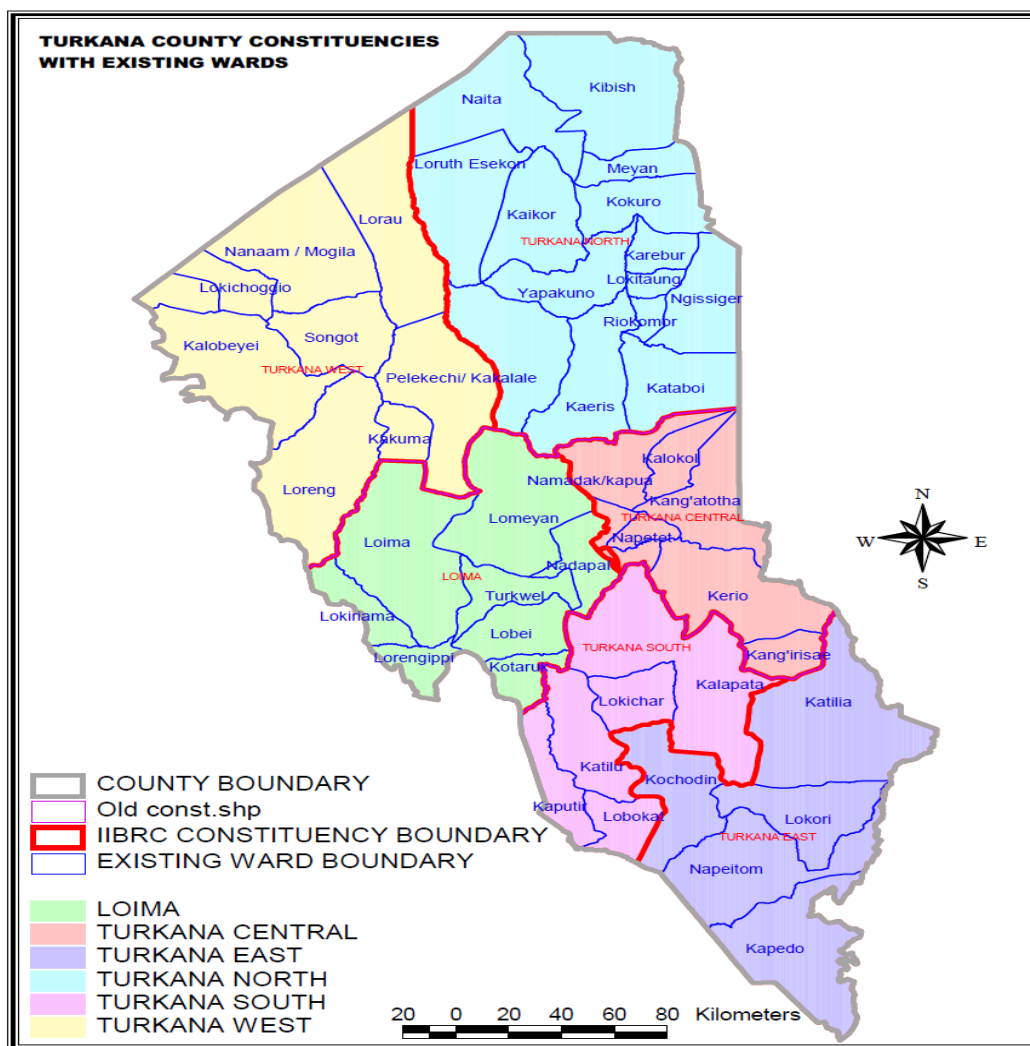 TURKANA COUNTY CONSTITUENCIES
WITH EXISTING WARDS
Kibish
Naita
Loruth Esekon
Meyan
Kaikor
Kokuro
Lorau
TURKANA NORTH
Nanaam / Mogila
Karebur
Lokichoggio
Lokitaung
Yapakuno
Ngissiger
Riokomor
Songot
Kalobeyei
TURKANA WEST
Pelekechi/ Kakalale
Kataboi
Kaeris
Kakuma
Kalokol
Namadak/kapua
Loreng
Kang'atotha
Lomeyan
TURKANA CENTRAL
N
Loima
Napetet
W
E
Nadapal
LOIMA
S
Turkwel
Kerio
Lokinama
Lobei
TURKANA SOUTH
Lorengippi
Kang'irisae
Kotaruk
Kalapata
Lokichar
Katilia
Katilu
Kochodin
Kaputir
Lobokat
Lokori
TURKANA EAST
Napeitom
Kapedo
COUNTY BOUNDARY
Old const.shp
IIBRC CONSTITUENCY BOUNDARY
EXISTING WARD BOUNDARY
LOIMA
TURKANA CENTRAL
TURKANA EAST
TURKANA NORTH
TURKANA SOUTH
TURKANA WEST
20 0 20 40 60 80 Kilometers